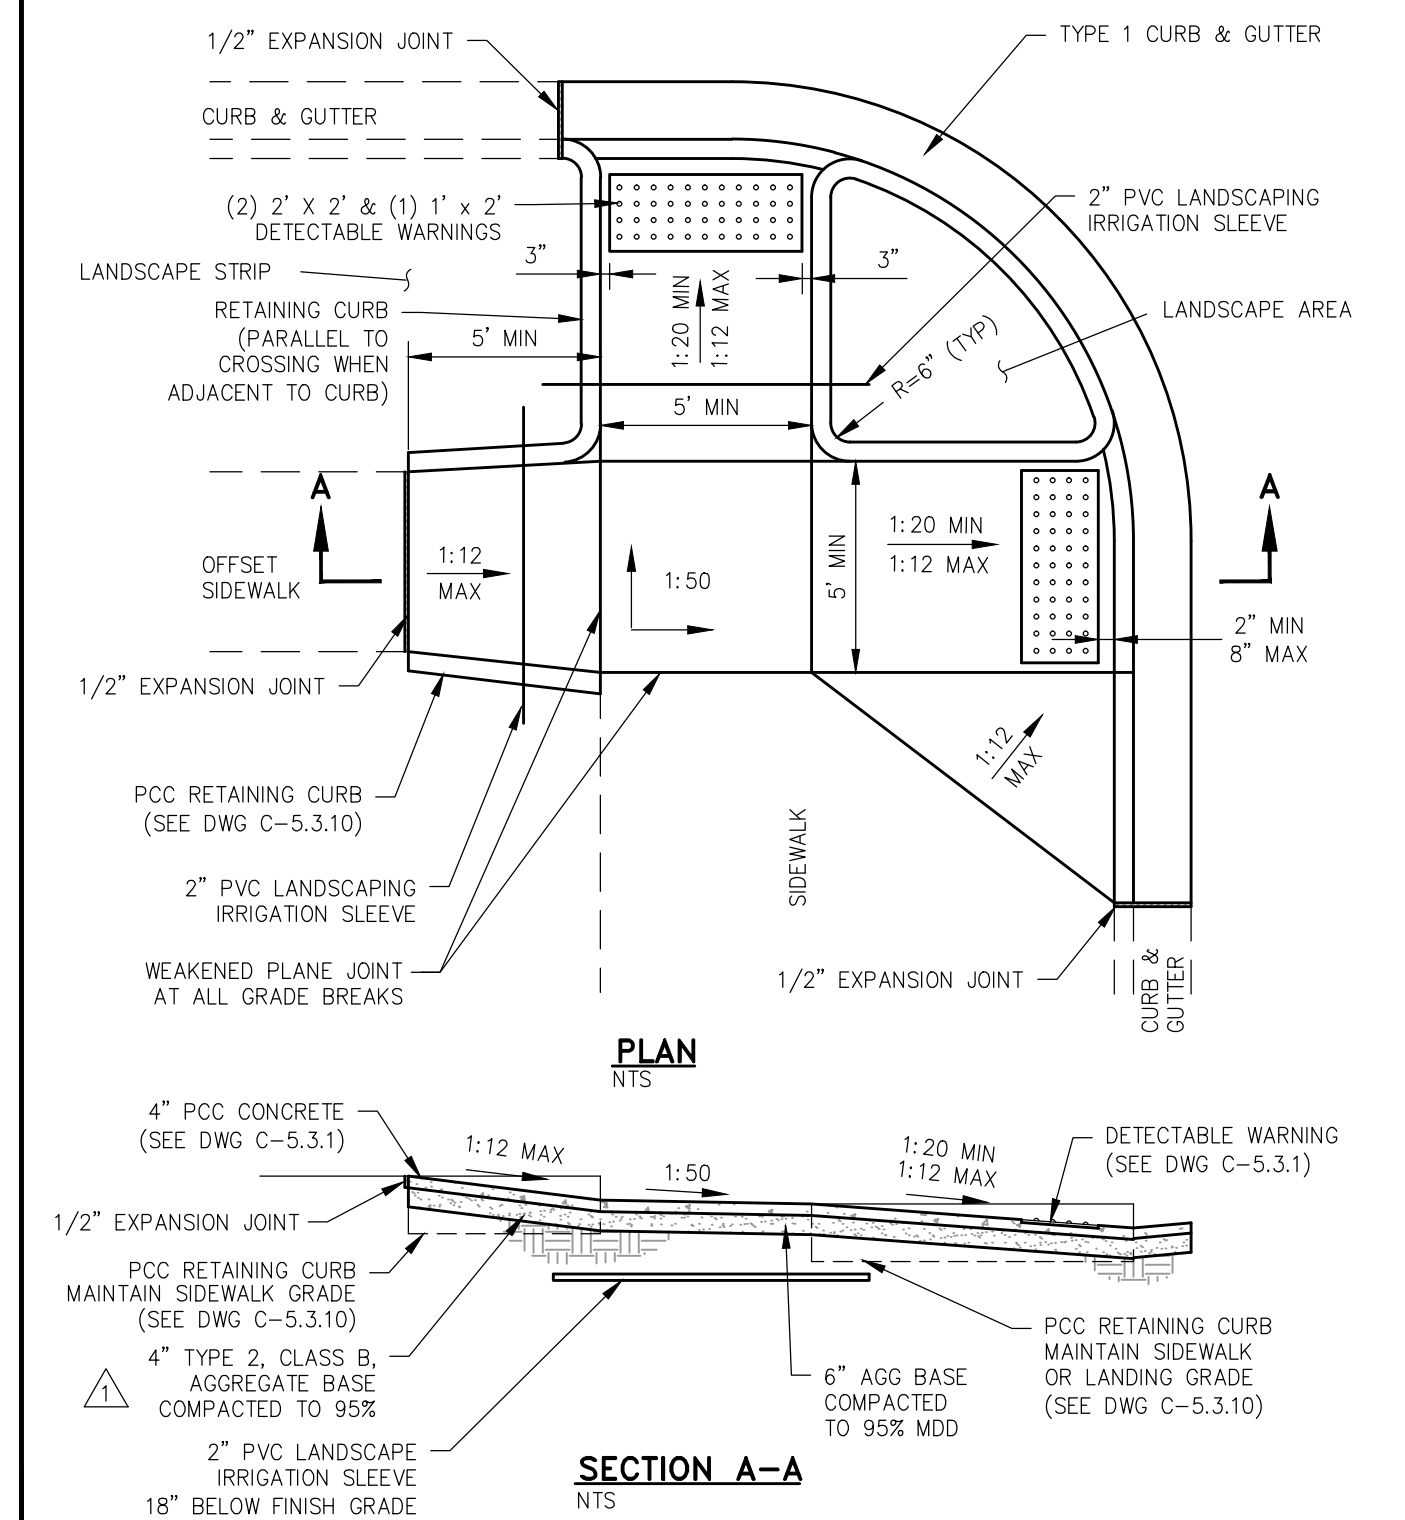 1/2" EXPANSION JOINT
TYPE 1 CURB & GUTTER
CURB & GUTTER
(2) 2' X 2' & (1) 1' x 2'
DETECTABLE WARNINGS
2" PVC LANDSCAPING
IRRIGATION SLEEVE
3"
3"
LANDSCAPE STRIP
RETAINING CURB
(PARALLEL TO
CROSSING WHEN
ADJACENT TO CURB)
5' MIN
1:20 MIN
1:12 MAX
LANDSCAPE AREA
R=6" (TYP)
5' MIN
A
A
OFFSET
SIDEWALK
1:12
MAX
1:50
5' MIN
1:20 MIN
1:12 MAX
2" MIN
8" MAX
1/2" EXPANSION JOINT
1:12
MAX
PCC RETAINING CURB
(SEE DWG C-5.3.10)
SIDEWALK
2" PVC LANDSCAPING
IRRIGATION SLEEVE
WEAKENED PLANE JOINT
AT ALL GRADE BREAKS
1/2" EXPANSION JOINT
CURB &
GUTTER
PLAN
NTS
4" PCC CONCRETE
(SEE DWG C-5.3.1)
1:12 MAX
1:50
1:20 MIN
1:12 MAX
DETECTABLE WARNING
(SEE DWG C-5.3.1)
1/2" EXPANSION JOINT
PCC RETAINING CURB
MAINTAIN SIDEWALK GRADE
(SEE DWG C-5.3.10)
4" TYPE 2, CLASS B,
AGGREGATE BASE
COMPACTED TO 95%
1
6" AGG BASE
COMPACTED
TO 95% MDD
PCC RETAINING CURB
MAINTAIN SIDEWALK
OR LANDING GRADE
(SEE DWG C-5.3.10)
2" PVC LANDSCAPE
IRRIGATION SLEEVE
18" BELOW FINISH GRADE
SECTION A-A
NTS